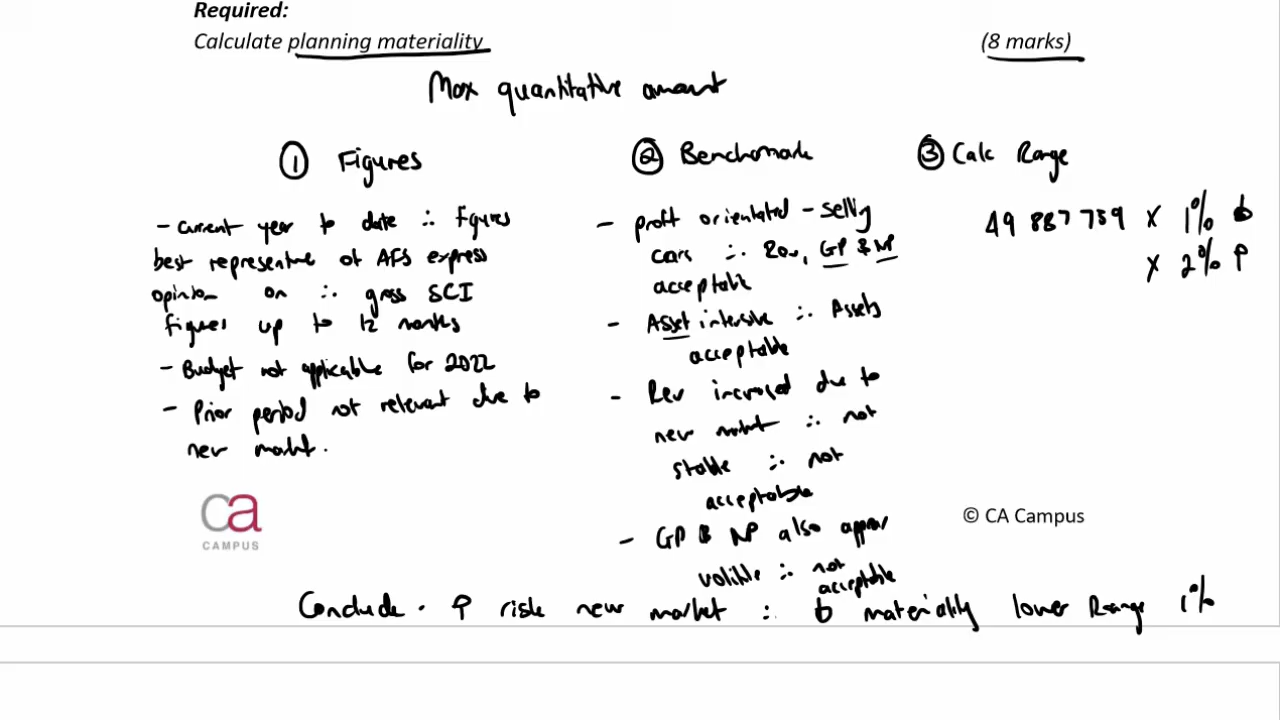 Required:
Calculate planning materiality (8 marks)
Max quantitative amount
① Figures
- Current year to date ∴ figures
best representive of AFS express
opinion on ∴ gross SCI
figures up to 12 months
- Budget not applicable for 2022
- Prior period not relevant due to
new market.
② Benchmark
- profit orientated - selling
cars ∴ Rev, GP & NP
acceptable
- Asset intensive ∴ Assets
acceptable
- Rev increased due to
new market ∴ not
stable ∴ not
acceptable
- GP & NP also appear
volitle ∴ not
acceptable
③ Calc Range
49 887 759 x 1% ↓
x 2% ↑
ca
CAMPUS
© CA Campus
Conclude · ↑ risk new market ∴ ↓ materiality lower Range 1%